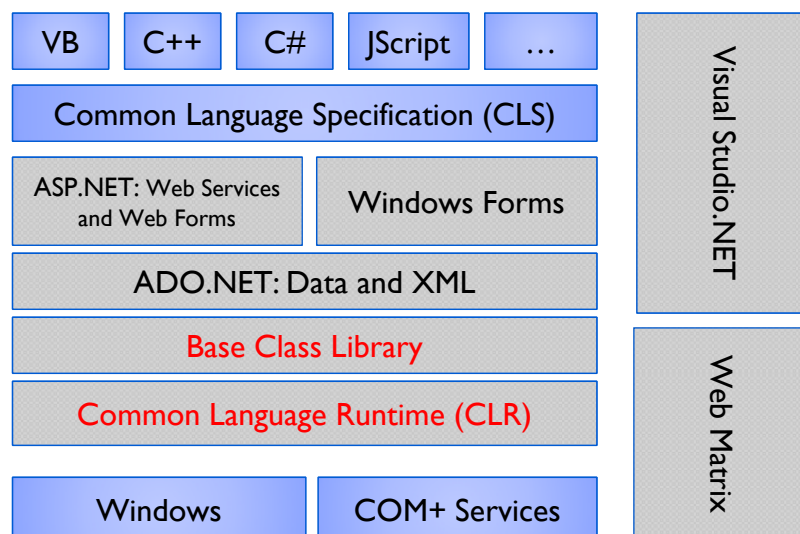 VB
C++
C#
JScript
…
Common Language Specification (CLS)
ASP.NET: Web Services
and Web Forms
Windows Forms
ADO.NET: Data and XML
Base Class Library
Common Language Runtime (CLR)
Windows
COM+ Services
Visual Studio.NET
Web Matrix